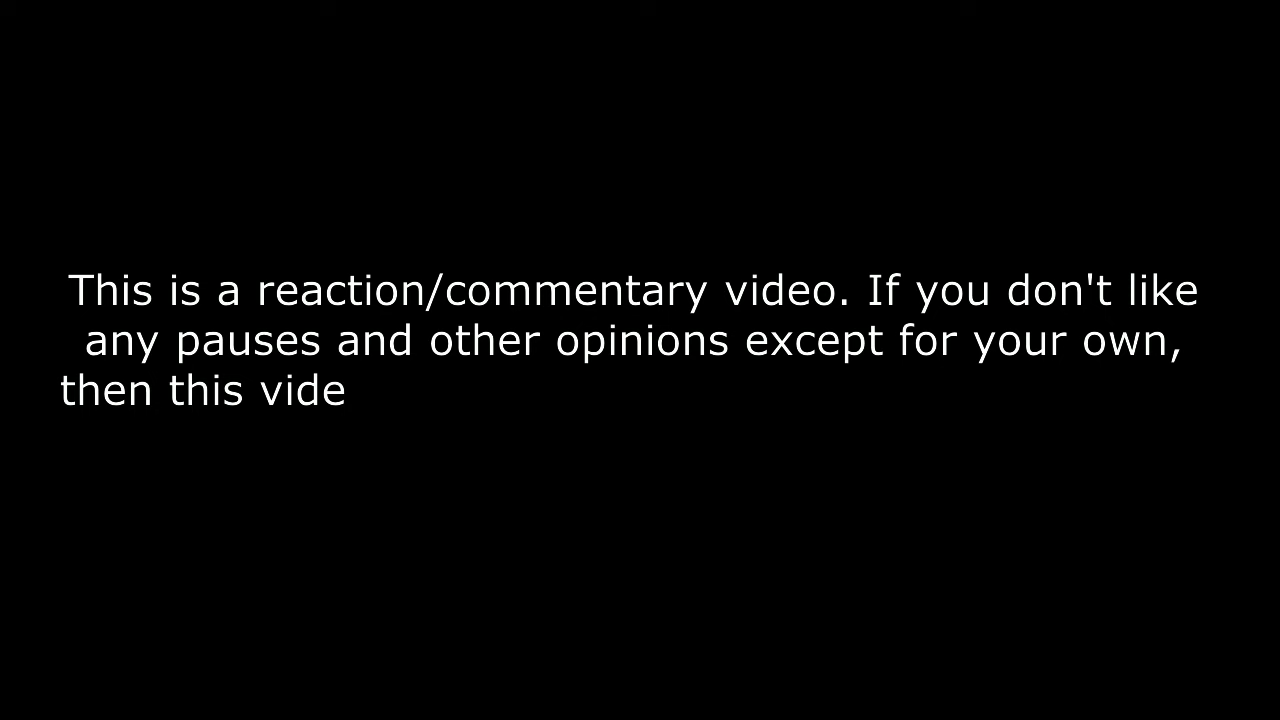 This is a reaction/commentary video. If you don't like
any pauses and other opinions except for your own,
then this vide